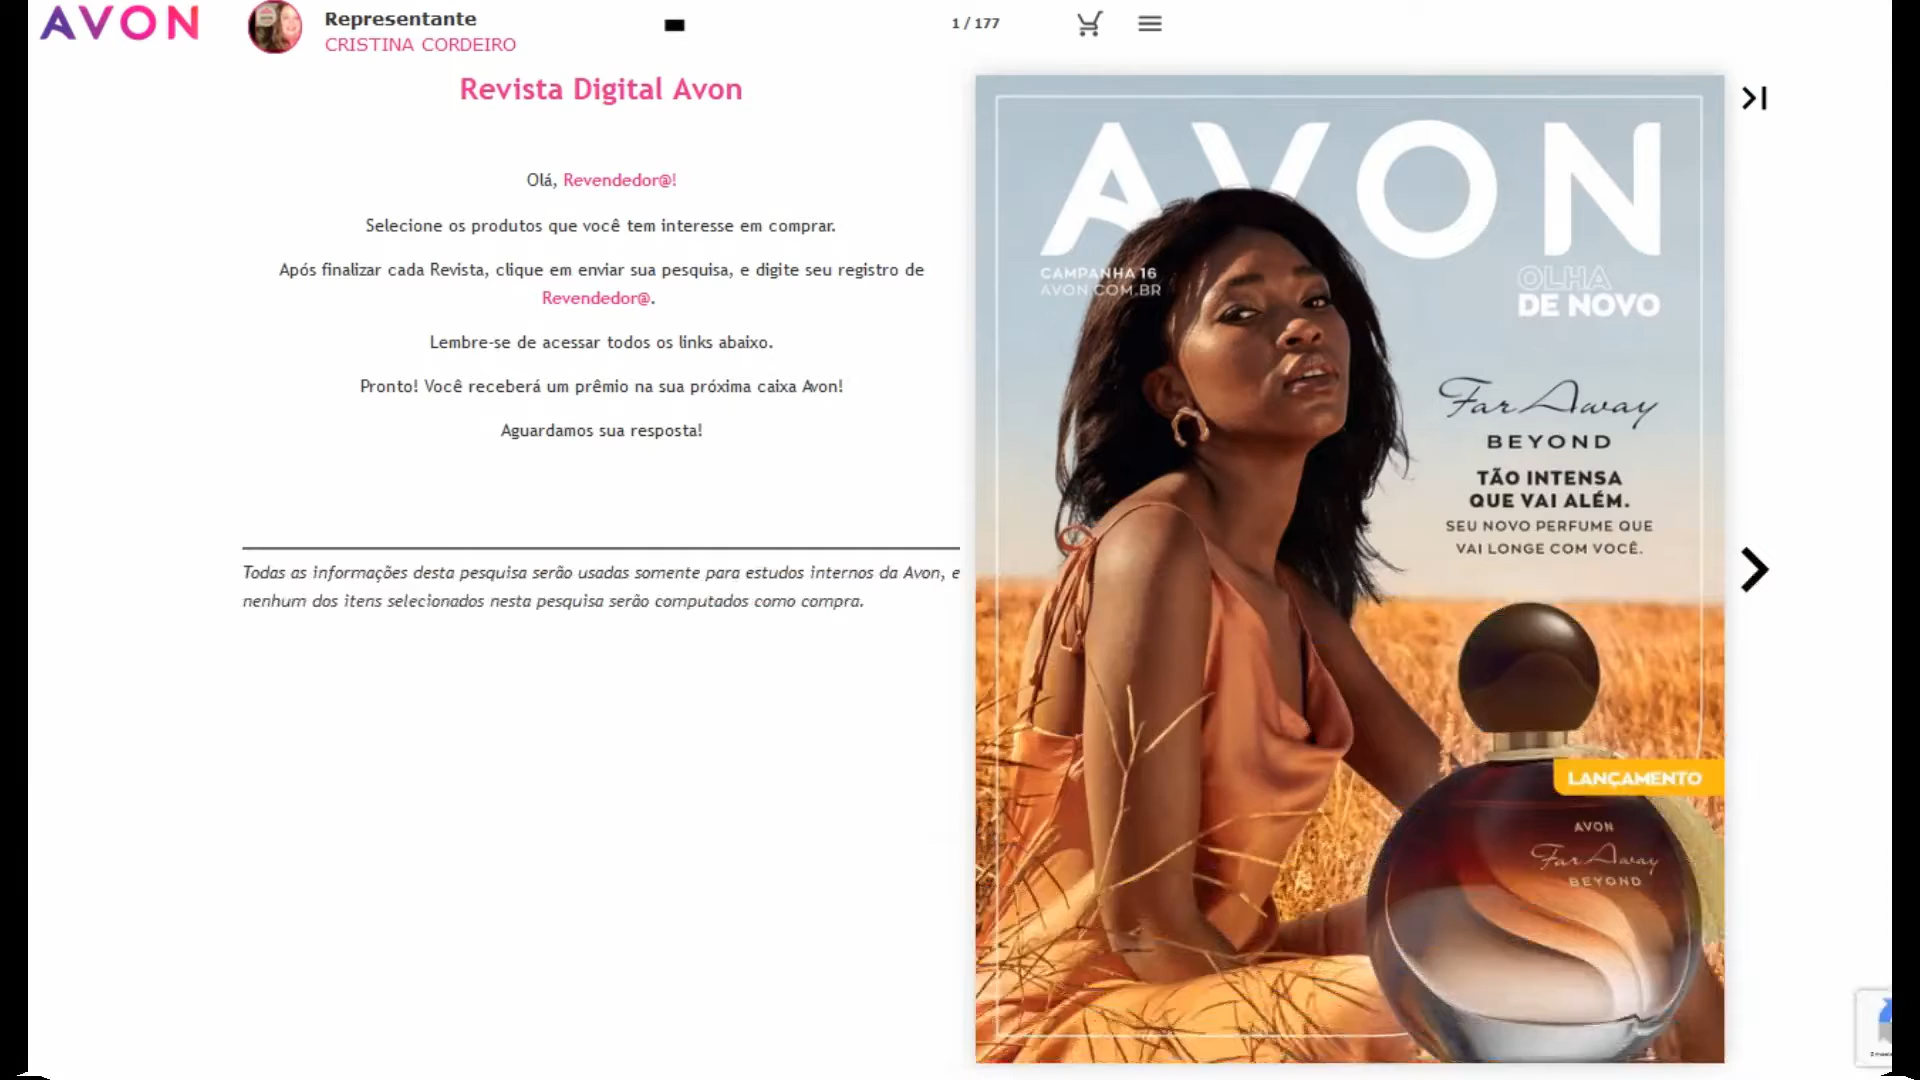 AVON
Representante
CRISTINA CORDEIRO
1 / 177
Revista Digital Avon
Olá, Revendedor@!
Selecione os produtos que você tem interesse em comprar.
Após finalizar cada Revista, clique em enviar sua pesquisa, e digite seu registro de
Revendedor@.
Lembre-se de acessar todos os links abaixo.
Pronto! Você receberá um prêmio na sua próxima caixa Avon!
Aguardamos sua resposta!
Todas as informações desta pesquisa serão usadas somente para estudos internos da Avon, e
nenhum dos itens selecionados nesta pesquisa serão computados como compra.
AVON
CAMPANHA 16
AVON.COM.BR
OLHA
DE NOVO
Far Away
BEYOND
TÃO INTENSA
QUE VAI ALÉM.
SEU NOVO PERFUME QUE
VAI LONGE COM VOCÊ.
LANÇAMENTO
AVON
Far Away
BEYOND